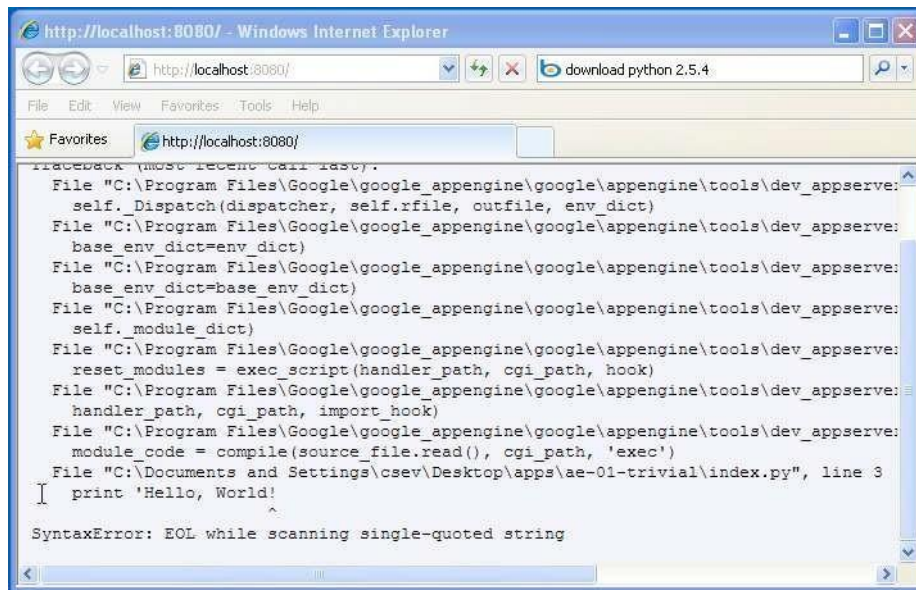 http://localhost:8080/ - Windows Internet Explorer
http://localhost:8080/
download python 2.5.4
File Edit View Favorites Tools Help
Favorites
http://localhost:8080/
Traceback (most recent call last):
File "C:\Program Files\Google\google_appengine\google\appengine\tools\dev_appserve
self._Dispatch(dispatcher, self.rfile, outfile, env_dict)
File "C:\Program Files\Google\google_appengine\google\appengine\tools\dev_appserve
base_env_dict=env_dict)
File "C:\Program Files\Google\google_appengine\google\appengine\tools\dev_appserve
base_env_dict=base_env_dict)
File "C:\Program Files\Google\google_appengine\google\appengine\tools\dev_appserve
self._module_dict)
File "C:\Program Files\Google\google_appengine\google\appengine\tools\dev_appserve
reset_modules = exec_script(handler_path, cgi_path, hook)
File "C:\Program Files\Google\google_appengine\google\appengine\tools\dev_appserve
handler_path, cgi_path, import_hook)
File "C:\Program Files\Google\google_appengine\google\appengine\tools\dev_appserve
module_code = compile(source_file.read(), cgi_path, 'exec')
File "C:\Documents and Settings\csev\Desktop\apps\ae-01-trivial\index.py", line 3
print 'Hello, World!
^
SyntaxError: EOL while scanning single-quoted string